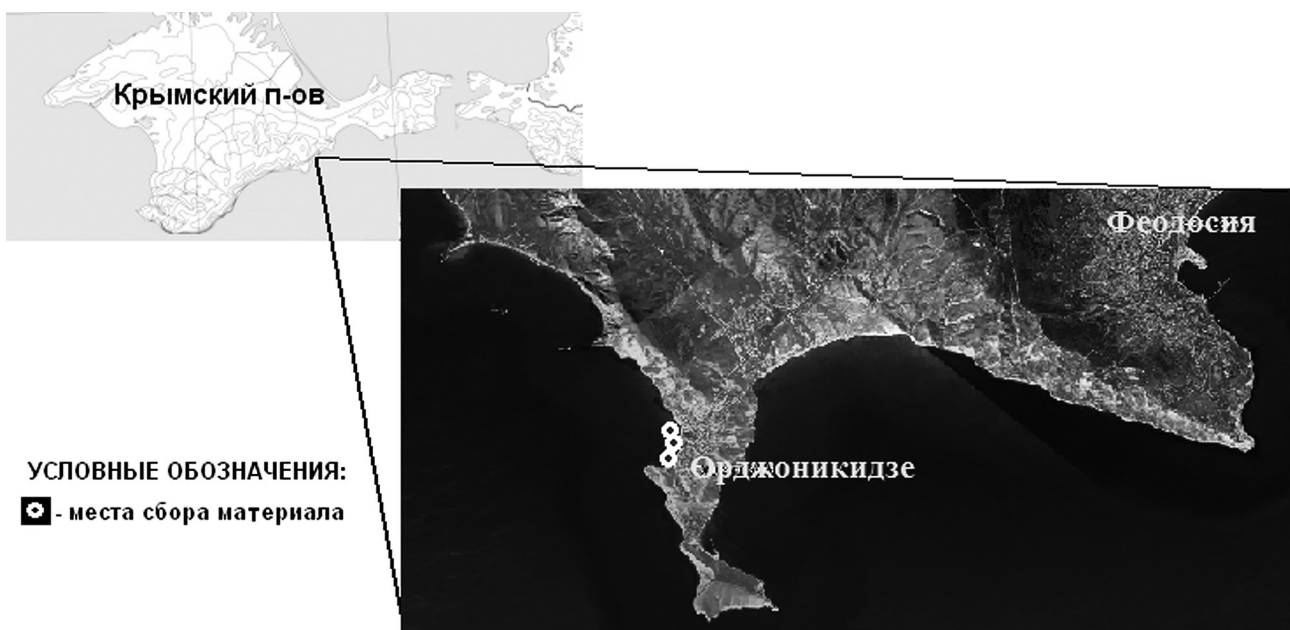 Крымский п-ов
Феодосия
Орджоникидзе
УСЛОВНЫЕ ОБОЗНАЧЕНИЯ:
- места сбора материала